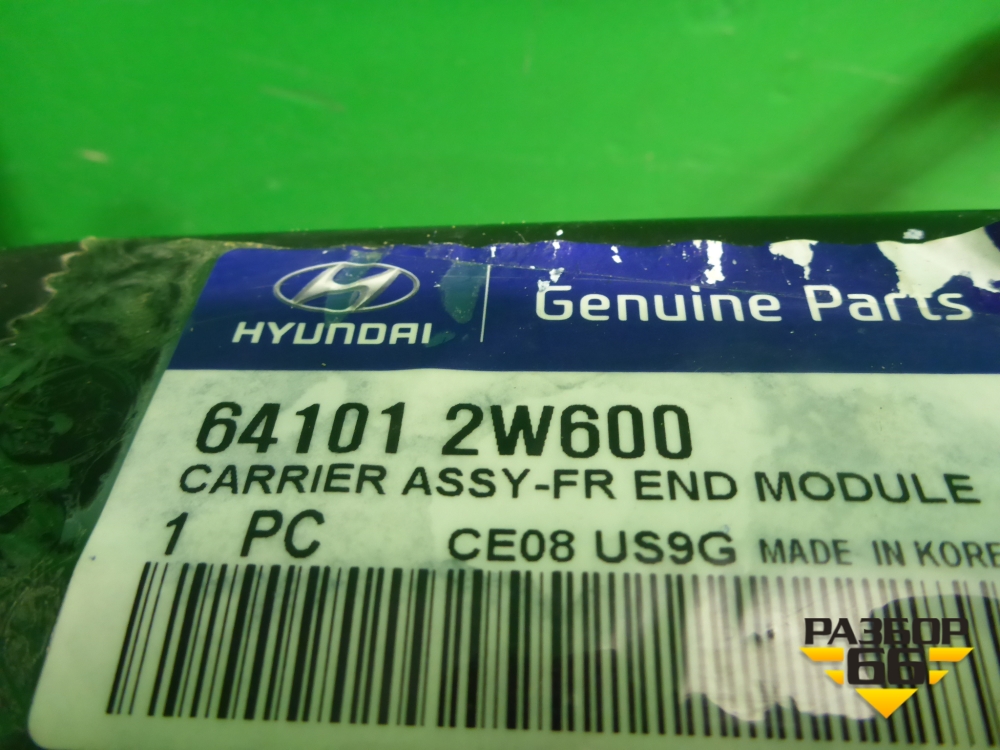 HYUNDAI
Genuine Parts
64101 2W600
CARRIER ASSY-FR END MODULE
1 PC CE08 US9G MADE IN KORE
РАЗБОР
66